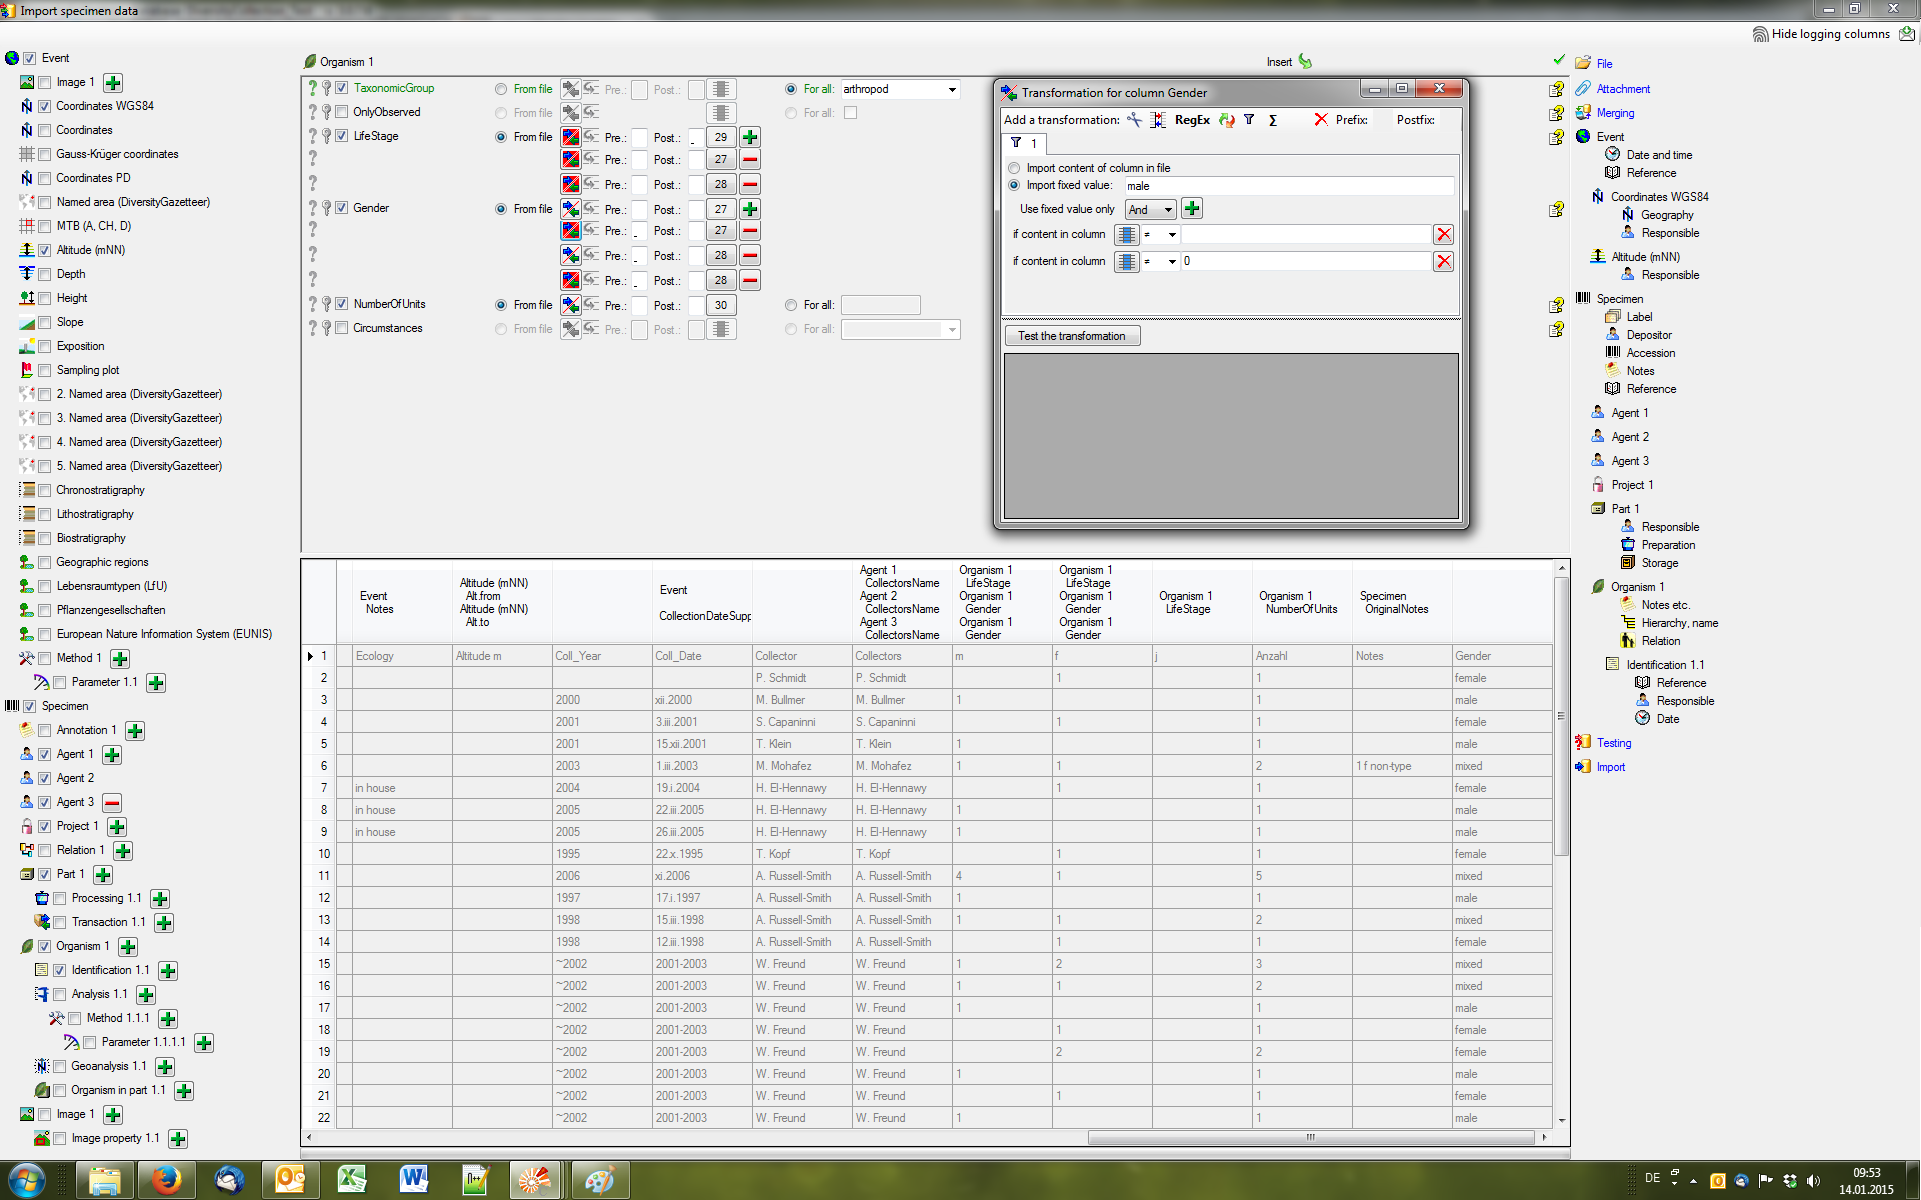 Import specimen data
Hide logging columns
Event
Image 1
Coordinates WGS84
Coordinates
Gauss-Krüger coordinates
Coordinates PD
Named area (DiversityGazetteer)
MTB (A, CH, D)
Altitude (mNN)
Depth
Height
Slope
Exposition
Sampling plot
2. Named area (DiversityGazetteer)
3. Named area (DiversityGazetteer)
4. Named area (DiversityGazetteer)
5. Named area (DiversityGazetteer)
Chronostratigraphy
Lithostratigraphy
Biostratigraphy
Geographic regions
Lebensraumtypen (LfU)
Pflanzengesellschaften
European Nature Information System (EUNIS)
Method 1
Parameter 1.1
Specimen
Annotation 1
Agent 1
Agent 2
Agent 3
Project 1
Relation 1
Part 1
Processing 1.1
Transaction 1.1
Organism 1
Identification 1.1
Analysis 1.1
Method 1.1.1
Parameter 1.1.1.1
Geoanalysis 1.1
Organism in part 1.1
Image 1
Image property 1.1
Organism 1 Insert
TaxonomicGroup From file Pre.: Post.: For all: arthropod
OnlyObserved From file For all:
LifeStage From file Pre.: Post.: - 29
Pre.: Post.: 27
Pre.: Post.: 28
Gender From file Pre.: Post.: 27
Pre.: - Post.: 27
Pre.: - Post.: 28
Pre.: - Post.: 28
NumberOfUnits From file Pre.: Post.: 30 For all:
Circumstances From file Pre.: Post.: For all:
Transformation for column Gender
Add a transformation: RegEx Σ Prefix: Postfix:
1
Import content of column in file
Import fixed value: male
Use fixed value only And
if content in column ≠
if content in column ≠ 0
Test the transformation
File
Attachment
Merging
Event
Date and time
Reference
Coordinates WGS84
Geography
Responsible
Altitude (mNN)
Responsible
Specimen
Label
Depositor
Accession
Notes
Reference
Agent 1
Agent 2
Agent 3
Project 1
Part 1
Responsible
Preparation
Storage
Organism 1
Notes etc.
Hierarchy, name
Relation
Identification 1.1
Reference
Responsible
Date
Testing
Import
Event Notes
Altitude (mNN) Alt.from Altitude (mNN) Alt.to
Event CollectionDateSupp
Agent 1 CollectorsName Agent 2 CollectorsName Agent 3 CollectorsName
Organism 1 LifeStage Organism 1 Gender Organism 1 Gender
Organism 1 LifeStage Organism 1 Gender Organism 1 Gender
Organism 1 LifeStage
Organism 1 NumberOfUnits
Specimen OriginalNotes
1 Ecology Altitude m Coll_Year Coll_Date Collector Collectors m f j Anzahl Notes Gender
2 P. Schmidt P. Schmidt 1 1 female
3 2000 xii.2000 M. Bullmer M. Bullmer 1 1 male
4 2001 3.iii.2001 S. Capaninni S. Capaninni 1 1 female
5 2001 15.xii.2001 T. Klein T. Klein 1 1 male
6 2003 1.iii.2003 M. Mohafez M. Mohafez 1 1 2 1 f non-type mixed
7 in house 2004 19.i.2004 H. El-Hennawy H. El-Hennawy 1 1 female
8 in house 2005 22.iii.2005 H. El-Hennawy H. El-Hennawy 1 1 male
9 in house 2005 26.iii.2005 H. El-Hennawy H. El-Hennawy 1 1 male
10 1995 22.x.1995 T. Kopf T. Kopf 1 1 female
11 2006 xi.2006 A. Russell-Smith A. Russell-Smith 4 1 5 mixed
12 1997 17.i.1997 A. Russell-Smith A. Russell-Smith 1 1 male
13 1998 15.iii.1998 A. Russell-Smith A. Russell-Smith 1 1 2 mixed
14 1998 12.iii.1998 A. Russell-Smith A. Russell-Smith 1 1 female
15 ~2002 2001-2003 W. Freund W. Freund 1 2 3 mixed
16 ~2002 2001-2003 W. Freund W. Freund 1 1 2 mixed
17 ~2002 2001-2003 W. Freund W. Freund 1 1 male
18 ~2002 2001-2003 W. Freund W. Freund 1 1 female
19 ~2002 2001-2003 W. Freund W. Freund 2 2 female
20 ~2002 2001-2003 W. Freund W. Freund 1 1 male
21 ~2002 2001-2003 W. Freund W. Freund 1 1 female
22 ~2002 2001-2003 W. Freund W. Freund 1 1 male
DE
09:53
14.01.2015